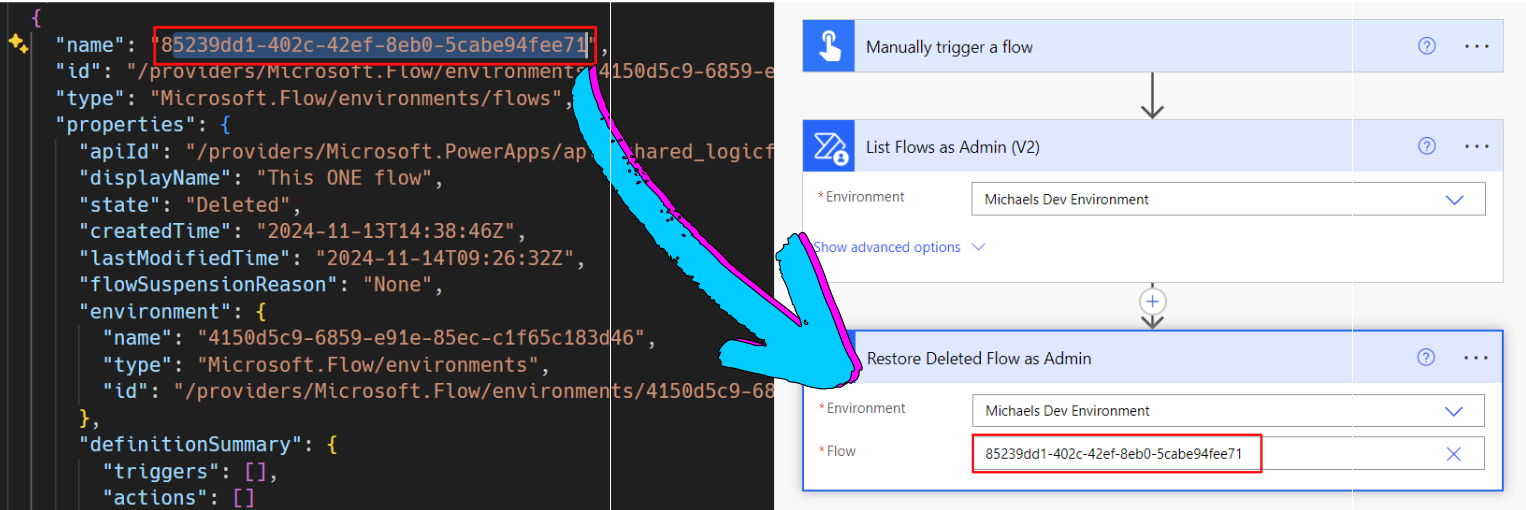 {
"name": "85239dd1-402c-42ef-8eb0-5cabe94fee71",
"id": "/providers/Microsoft.Flow/environments/4150d5c9-6859-e
"type": "Microsoft.Flow/environments/flows",
"properties": {
"apiId": "/providers/Microsoft.PowerApps/ap hared_logicf
"displayName": "This ONE flow",
"state": "Deleted",
"createdTime": "2024-11-13T14:38:46Z",
"lastModifiedTime": "2024-11-14T09:26:32Z",
"flowSuspensionReason": "None",
"environment": {
"name": "4150d5c9-6859-e91e-85ec-c1f65c183d46",
"type": "Microsoft.Flow/environments",
"id": "/providers/Microsoft.Flow/environments/4150d5c9-68
},
"definitionSummary": {
"triggers": [],
"actions": []
Manually trigger a flow
List Flows as Admin (V2)
* Environment
Michaels Dev Environment
Show advanced options
Restore Deleted Flow as Admin
* Environment
Michaels Dev Environment
* Flow
85239dd1-402c-42ef-8eb0-5cabe94fee71